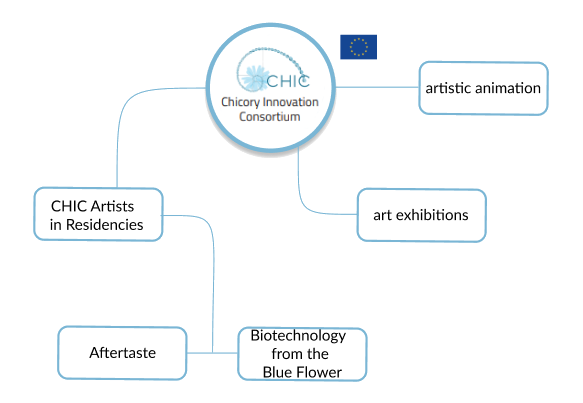 CHIC
Chicory Innovation
Consortium
artistic animation
CHIC Artists
in Residencies
art exhibitions
Aftertaste
Biotechnology
from the
Blue Flower